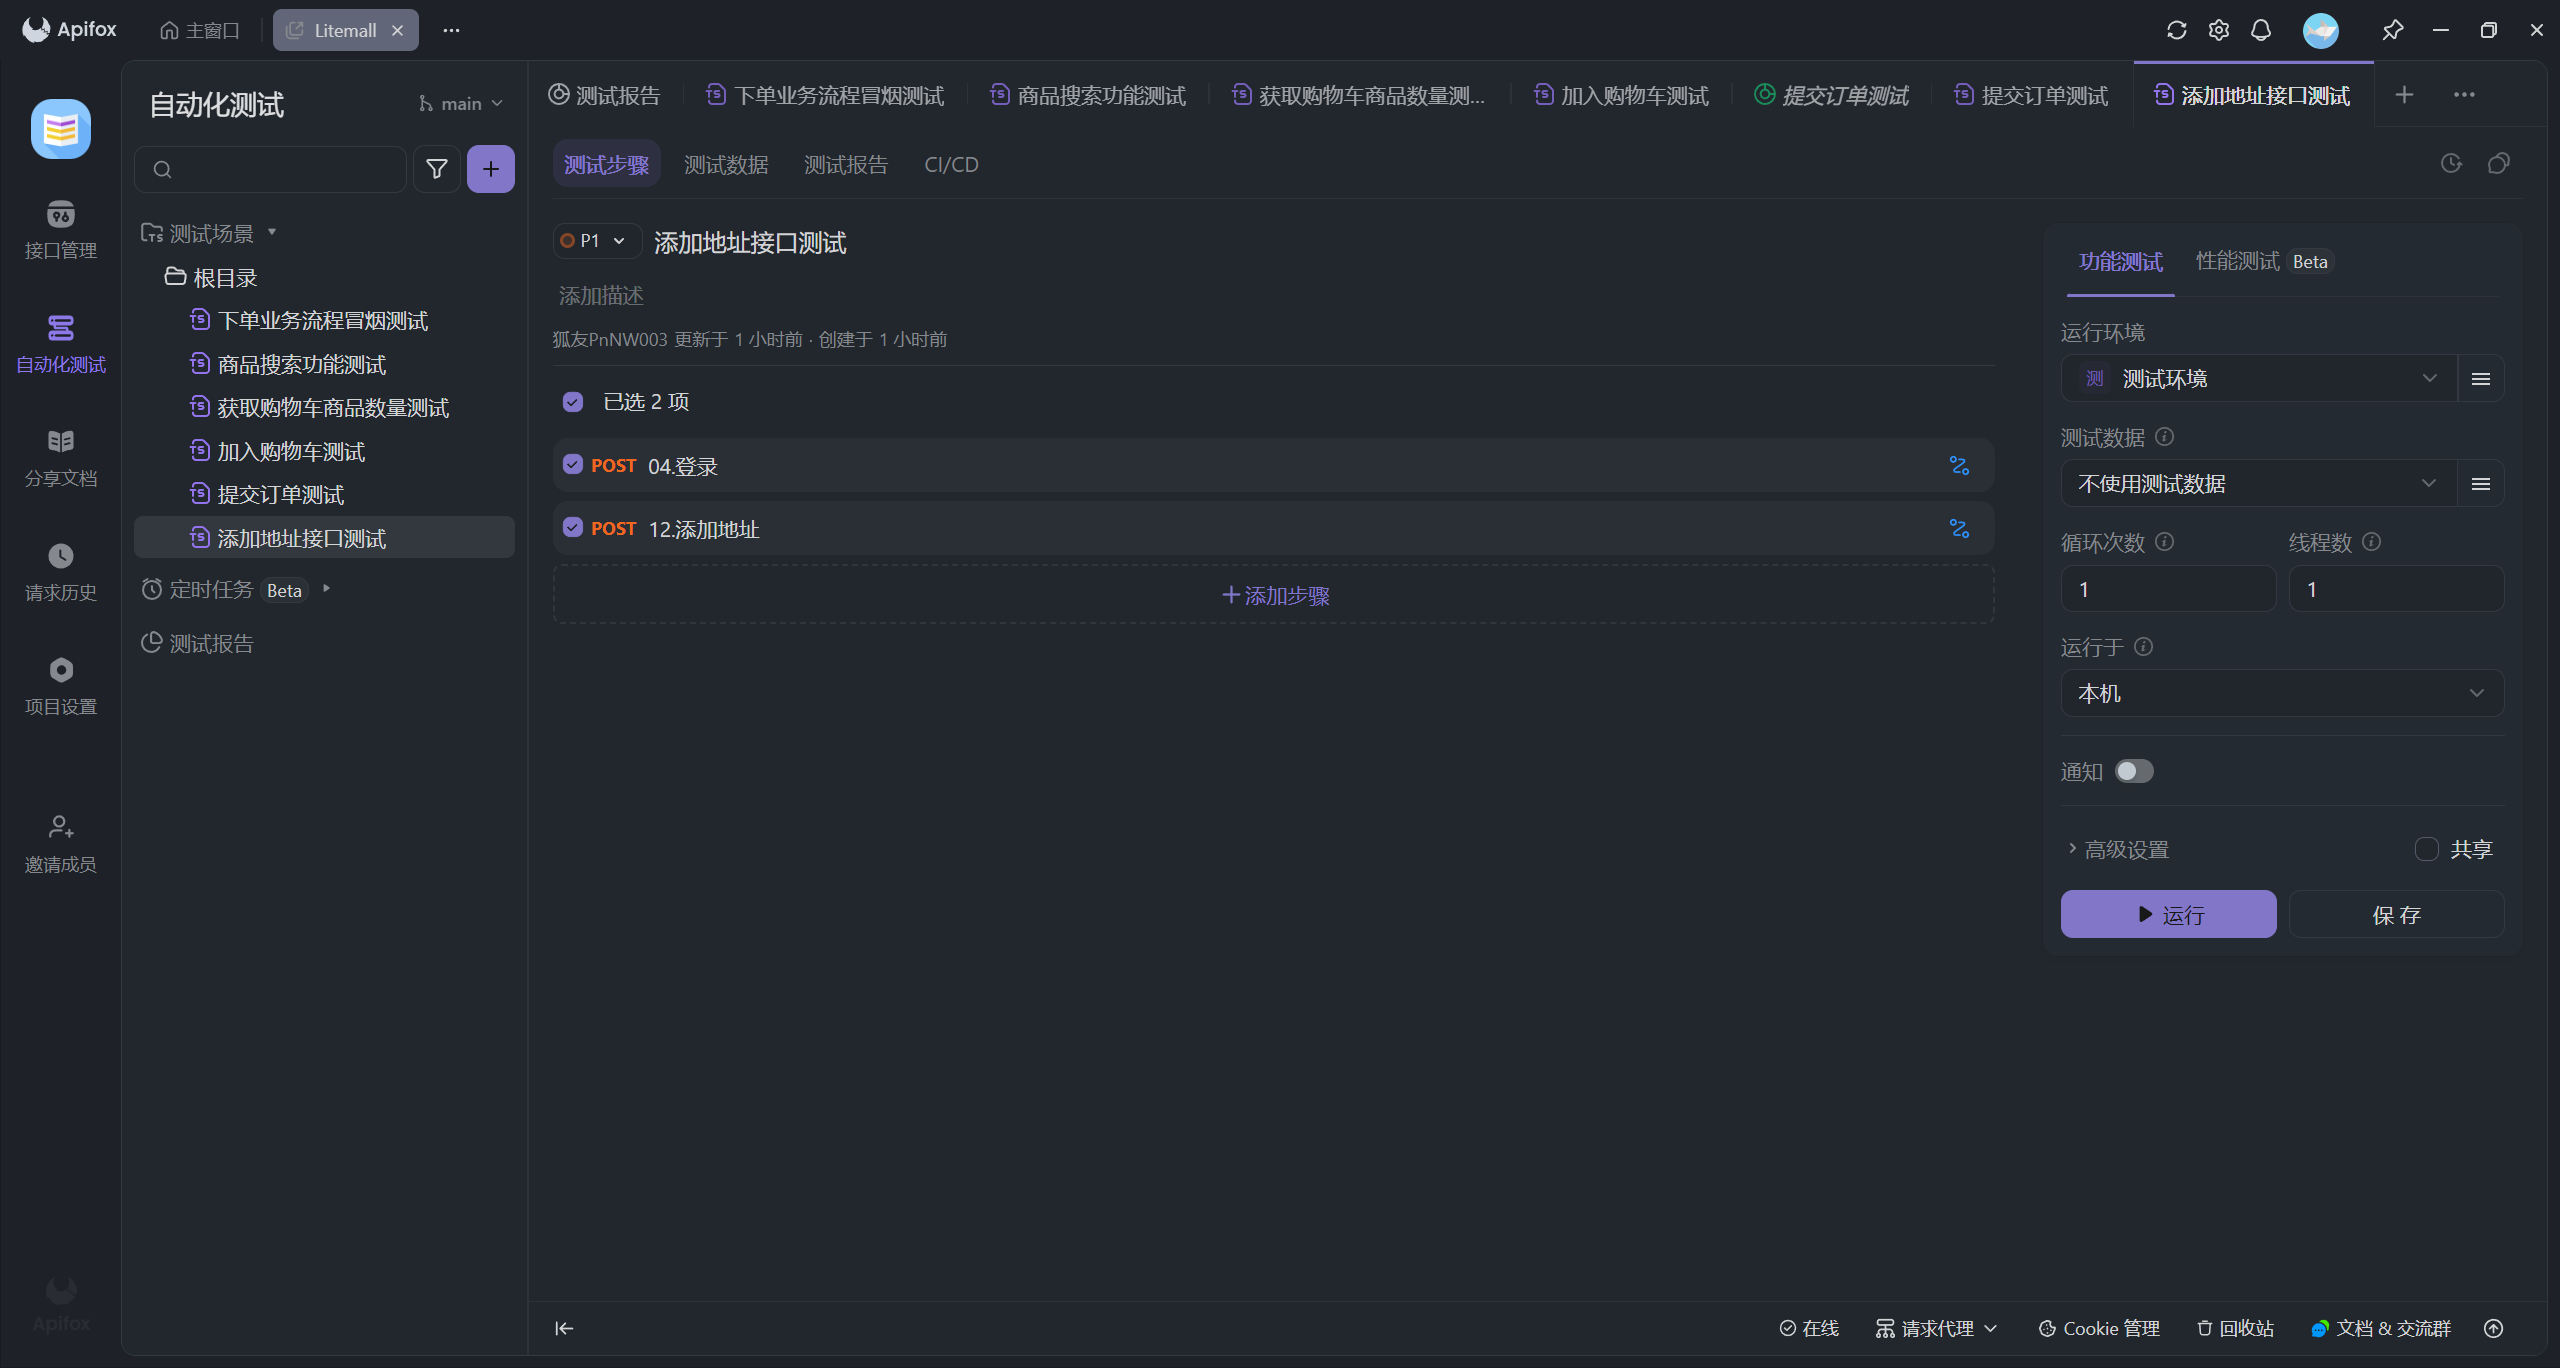 Apifox
主窗口
Litemall
自动化测试
main
测试报告
下单业务流程冒烟测试
商品搜索功能测试
获取购物车商品数量测...
加入购物车测试
提交订单测试
提交订单测试
添加地址接口测试
接口管理
自动化测试
分享文档
请求历史
项目设置
邀请成员
Apifox
测试场景
根目录
下单业务流程冒烟测试
商品搜索功能测试
获取购物车商品数量测试
加入购物车测试
提交订单测试
添加地址接口测试
定时任务 Beta
测试报告
测试步骤
测试数据
测试报告
CI/CD
P1
添加地址接口测试
添加描述
狐友PnNW003 更新于 1 小时前 · 创建于 1 小时前
已选 2 项
POST 04.登录
POST 12.添加地址
添加步骤
功能测试
性能测试 Beta
运行环境
测 测试环境
测试数据
不使用测试数据
循环次数
线程数
1
1
运行于
本机
通知
高级设置
共享
运行
保 存
在线
请求代理
Cookie 管理
回收站
文档 & 交流群